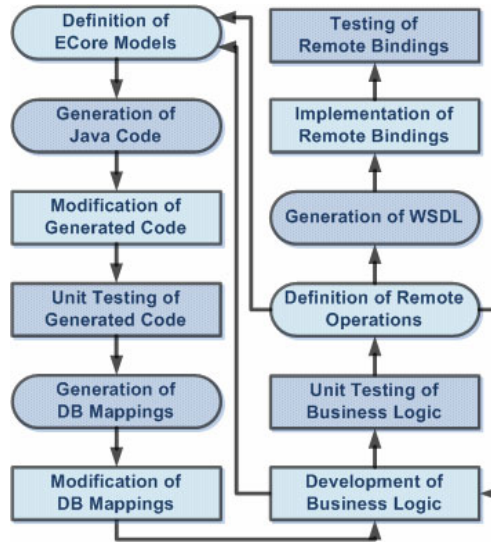 Definition of
ECore Models
Generation of
Java Code
Modification of
Generated Code
Unit Testing of
Generated Code
Generation of
DB Mappings
Modification of
DB Mappings
Testing of
Remote Bindings
Implementation of
Remote Bindings
Generation of WSDL
Definition of Remote
Operations
Unit Testing of
Business Logic
Development of
Business Logic